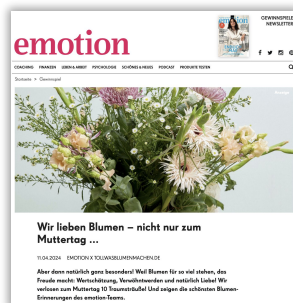 emotion
GEWINNSPIELE
NEWSLETTER
emotion
COACHING FINANZEN LEBEN & ARBEIT PSYCHOLOGIE SCHÖNES & NEUES PODCAST PRODUKTE TESTEN
Startseite > Gewinnspiel
Anzeige
Wir lieben Blumen – nicht nur zum
Muttertag ...
11.04.2024 EMOTION X TOLLWASBLUMENMACHEN.DE
Aber dann natürlich ganz besonders! Weil Blumen für so viel stehen, das
Freude macht: Wertschätzung, Verwöhntwerden und natürlich Liebe! Wir
verlosen zum Muttertag 10 Traumsträuße! Und zeigen die schönsten Blumen-
Erinnerungen des emotion-Teams.